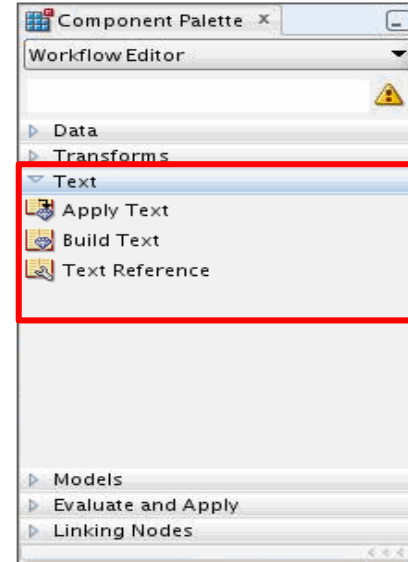 Component Palette
Workflow Editor
Data
Transforms
Text
Apply Text
Build Text
Text Reference
Models
Evaluate and Apply
Linking Nodes